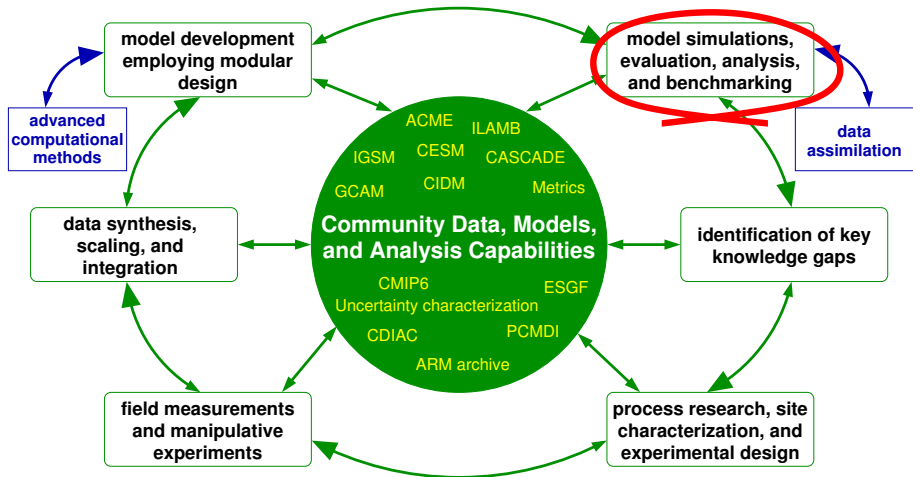 model development
employing modular
design
model simulations,
evaluation, analysis,
and benchmarking
advanced
computational
methods
data
assimilation
ACME
ILAMB
IGSM
CESM
CASCADE
GCAM
CIDM
Metrics
data synthesis,
scaling, and
integration
Community Data, Models,
and Analysis Capabilities
identification of key
knowledge gaps
CMIP6
ESGF
Uncertainty characterization
CDIAC
PCMDI
ARM archive
field measurements
and manipulative
experiments
process research, site
characterization, and
experimental design